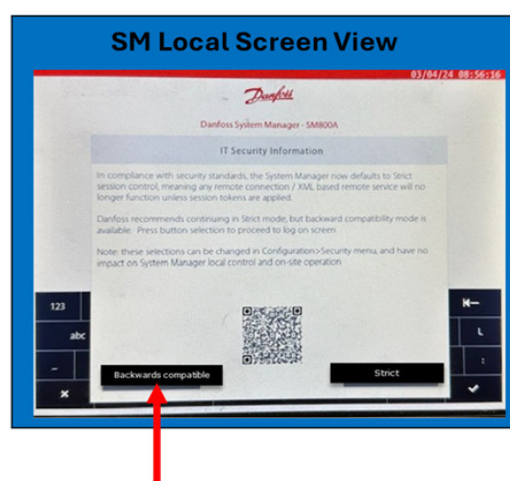 SM Local Screen View
03/04/24 08:56:16
Danfoss
Danfoss System Manager - SM800A
IT Security Information
In compliance with security standards, the System Manager now defaults to Strict
session control, meaning any remote connection / XML based remote service will no
longer function unless session tokens are applied.
Danfoss recommends continuing in Strict mode, but backward compatibility mode is
available. Press button selection to proceed to log on screen
Note: these selections can be changed in Configuration>Security menu, and have no
impact on System Manager local control and on-site operation
123
abc
L
_
:
Backwards compatible
Strict